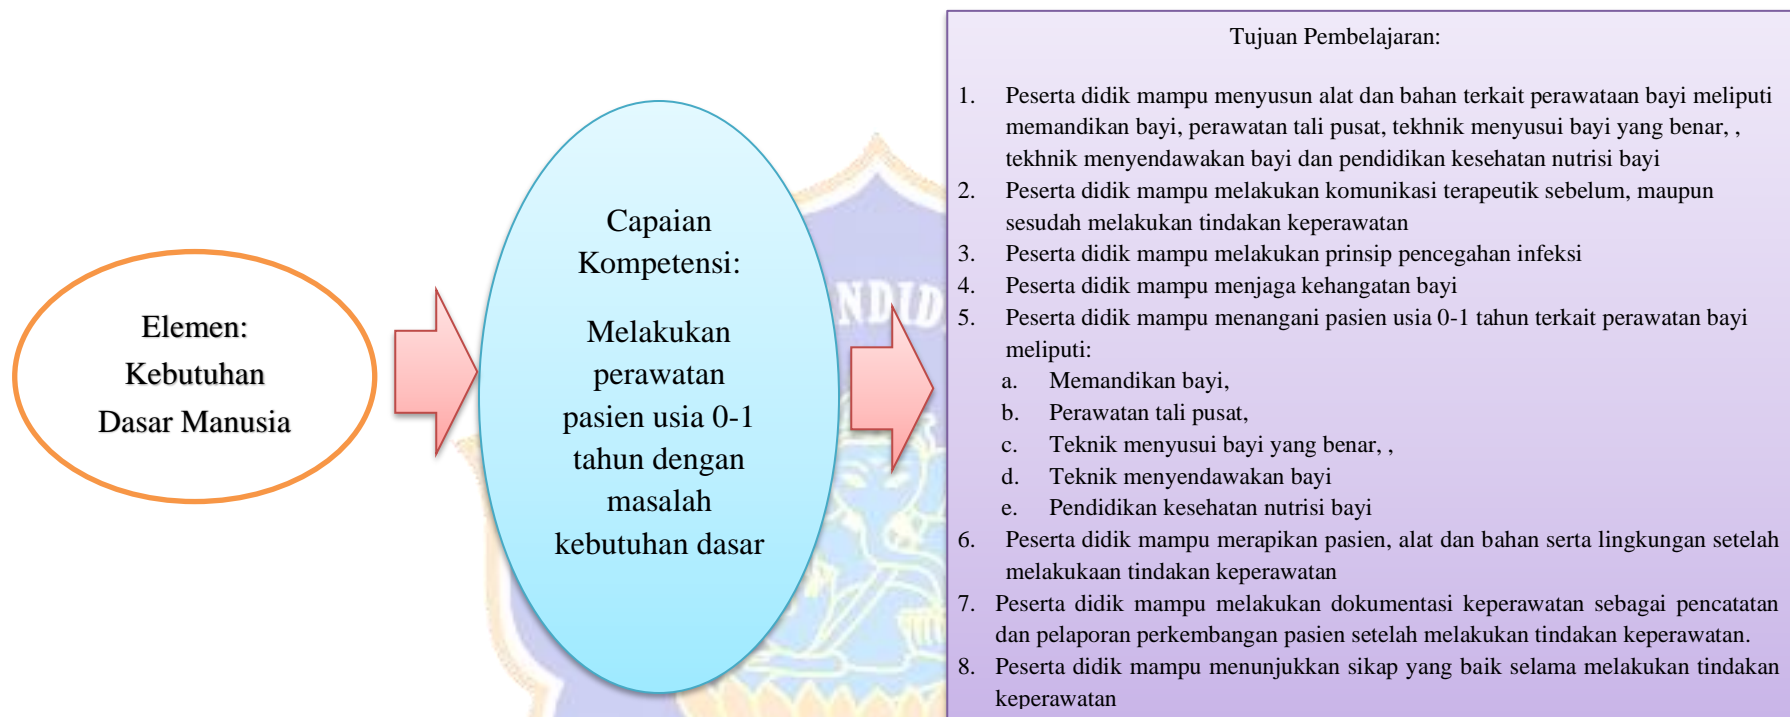 Elemen:
Kebutuhan
Dasar Manusia
Capaian
Kompetensi:
Melakukan
perawatan
pasien usia 0-1
tahun dengan
masalah
kebutuhan dasar
NDID
Tujuan Pembelajaran:
1. Peserta didik mampu menyusun alat dan bahan terkait perawataan bayi meliputi
memandikan bayi, perawatan tali pusat, tekhnik menyusui bayi yang benar, ,
tekhnik menyendawakan bayi dan pendidikan kesehatan nutrisi bayi
2. Peserta didik mampu melakukan komunikasi terapeutik sebelum, maupun
sesudah melakukan tindakan keperawatan
3. Peserta didik mampu melakukan prinsip pencegahan infeksi
4. Peserta didik mampu menjaga kehangatan bayi
5. Peserta didik mampu menangani pasien usia 0-1 tahun terkait perawatan bayi
meliputi:
a. Memandikan bayi,
b. Perawatan tali pusat,
c. Teknik menyusui bayi yang benar, ,
d. Teknik menyendawakan bayi
e. Pendidikan kesehatan nutrisi bayi
6. Peserta didik mampu merapikan pasien, alat dan bahan serta lingkungan setelah
melakukaan tindakan keperawatan
7. Peserta didik mampu melakukan dokumentasi keperawatan sebagai pencatatan
dan pelaporan perkembangan pasien setelah melakukan tindakan keperawatan.
8. Peserta didik mampu menunjukkan sikap yang baik selama melakukan tindakan
keperawatan